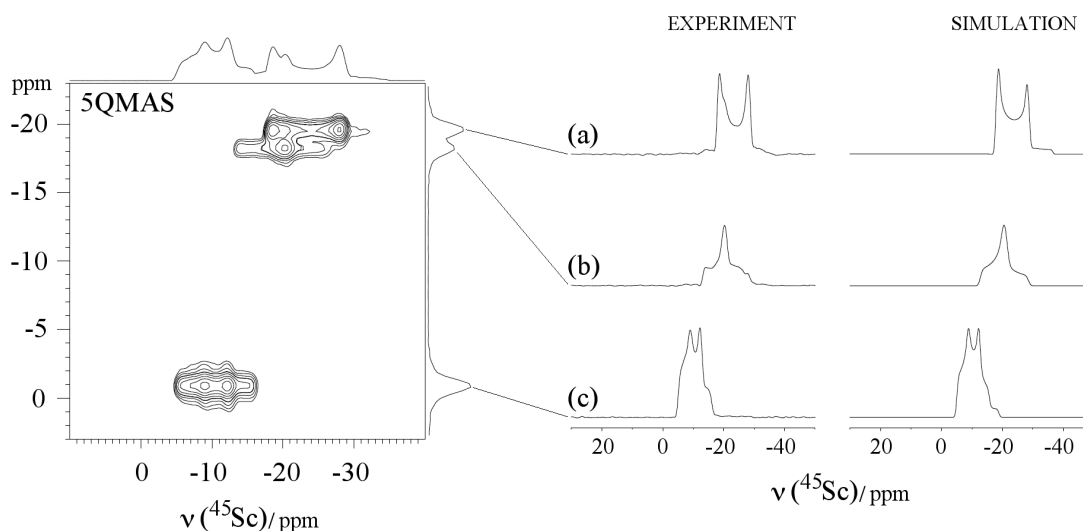 EXPERIMENT SIMULATION
ppm
5QMAS
-20
-15
-10
-5
0
0 -10 -20 -30
ν (⁴⁵Sc)/ ppm
(a)
(b)
(c)
20 0 -20 -40 20 0 -20 -40
ν (⁴⁵Sc)/ ppm